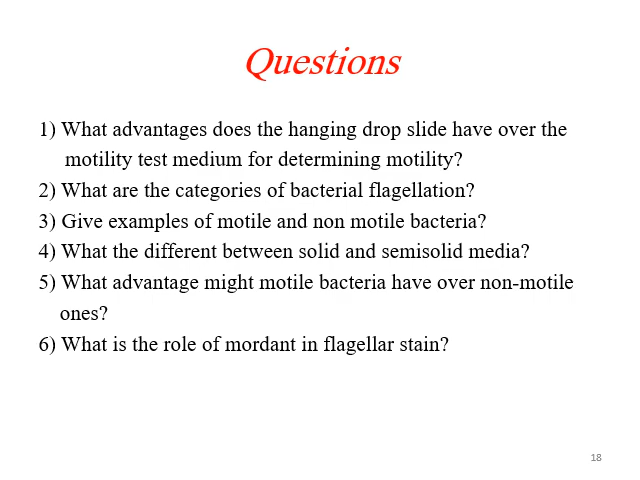 Questions
1) What advantages does the hanging drop slide have over the
motility test medium for determining motility?
2) What are the categories of bacterial flagellation?
3) Give examples of motile and non motile bacteria?
4) What the different between solid and semisolid media?
5) What advantage might motile bacteria have over non-motile
ones?
6) What is the role of mordant in flagellar stain?
18